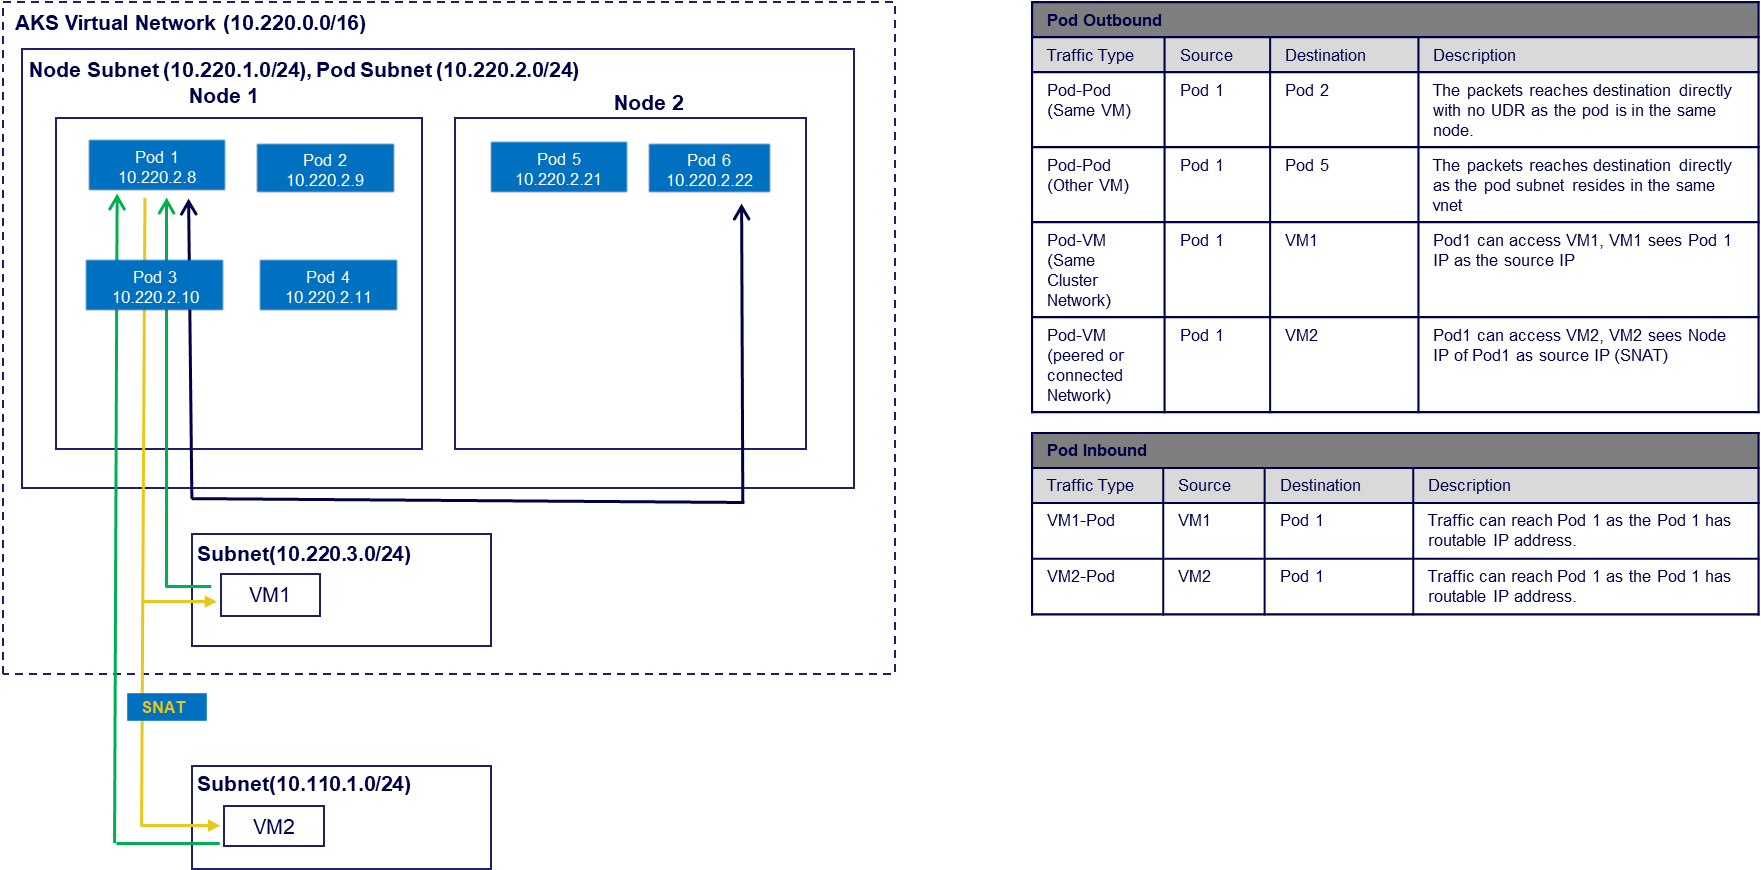 AKS Virtual Network (10.220.0.0/16)
Node Subnet (10.220.1.0/24), Pod Subnet (10.220.2.0/24)
Node 1
Node 2
Pod 1
10.220.2.8
Pod 2
10.220.2.9
Pod 5
10.220.2.21
Pod 6
10.220.2.22
Pod 3
10.220.2.10
Pod 4
10.220.2.11
Subnet(10.220.3.0/24)
VM1
SNAT
Subnet(10.110.1.0/24)
VM2
Pod Outbound
Traffic Type Source Destination Description
Pod-Pod
(Same VM)
Pod 1
Pod 2
The packets reaches destination directly
with no UDR as the pod is in the same
node.
Pod-Pod
(Other VM)
Pod 1
Pod 5
The packets reaches destination directly
as the pod subnet resides in the same
vnet
Pod-VM
(Same
Cluster
Network)
Pod 1
VM1
Pod1 can access VM1, VM1 sees Pod 1
IP as the source IP
Pod-VM
(peered or
connected
Network)
Pod 1
VM2
Pod1 can access VM2, VM2 sees Node
IP of Pod1 as source IP (SNAT)
Pod Inbound
Traffic Type Source Destination Description
VM1-Pod
VM1
Pod 1
Traffic can reach Pod 1 as the Pod 1 has
routable IP address.
VM2-Pod
VM2
Pod 1
Traffic can reach Pod 1 as the Pod 1 has
routable IP address.